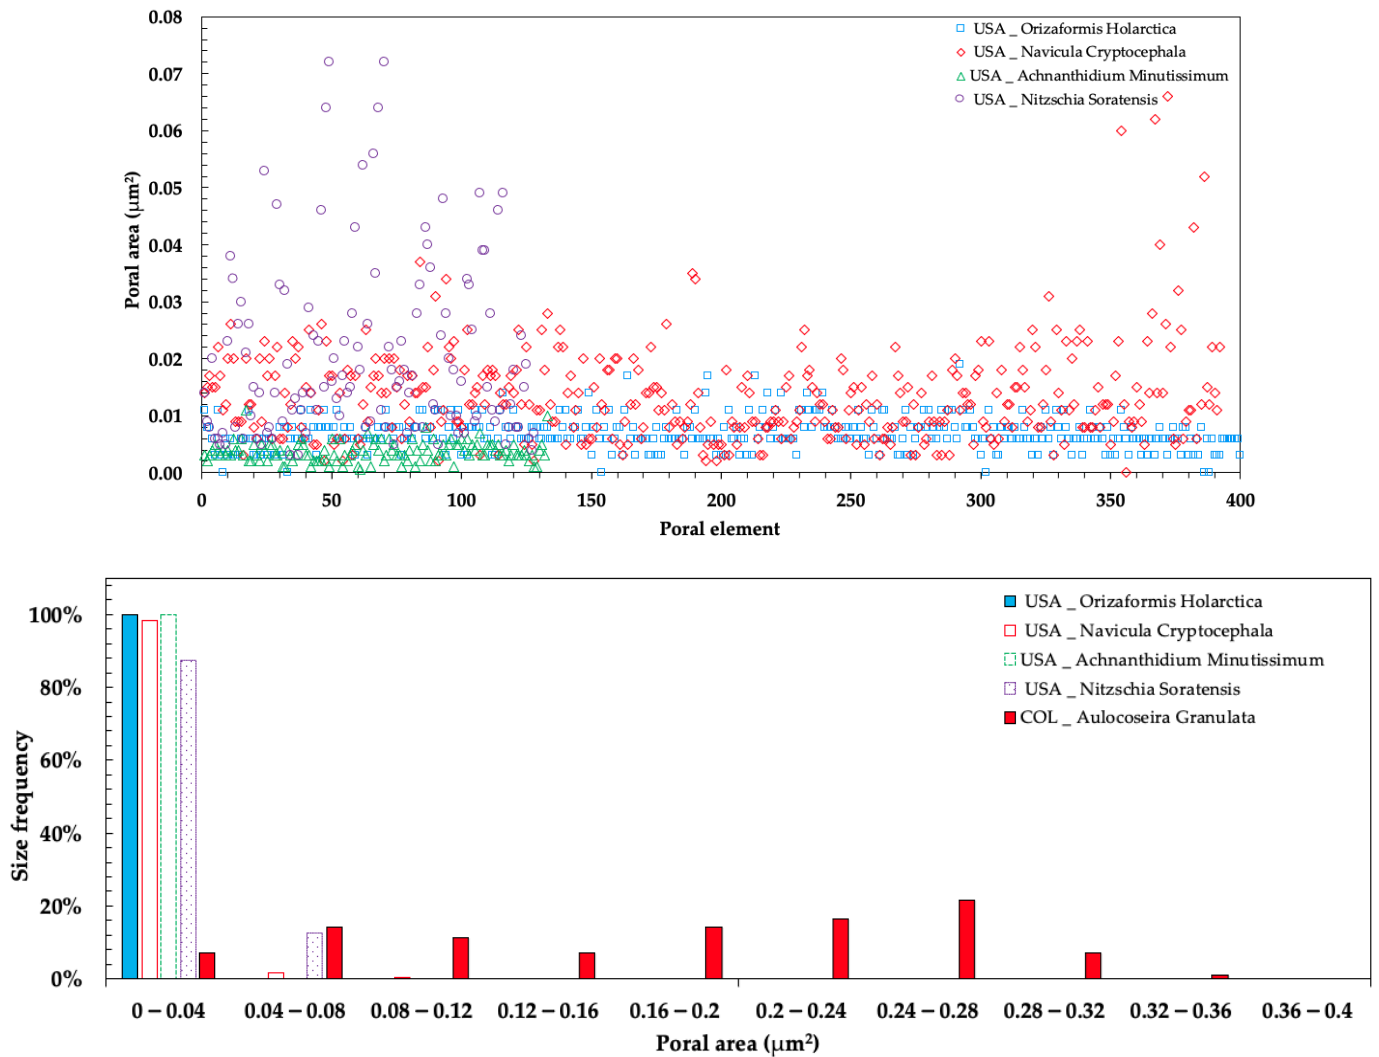 0.08
0.07
0.06
0.05
0.04
0.03
0.02
0.01
0.00
Poral area (µm²)
USA _ Orizaformis Holarctica
USA _ Navicula Cryptocephala
USA _ Achnanthidium Minutissimum
USA _ Nitzschia Soratensis
0 50 100 150 200 250 300 350 400
Poral element
100%
80%
60%
40%
20%
0%
Size frequency
USA _ Orizaformis Holarctica
USA _ Navicula Cryptocephala
USA _ Achnanthidium Minutissimum
USA _ Nitzschia Soratensis
COL _ Aulocoseira Granulata
0 – 0.04 0.04 – 0.08 0.08 – 0.12 0.12 – 0.16 0.16 – 0.2 0.2 – 0.24 0.24 – 0.28 0.28 – 0.32 0.32 – 0.36 0.36 – 0.4
Poral area (µm²)